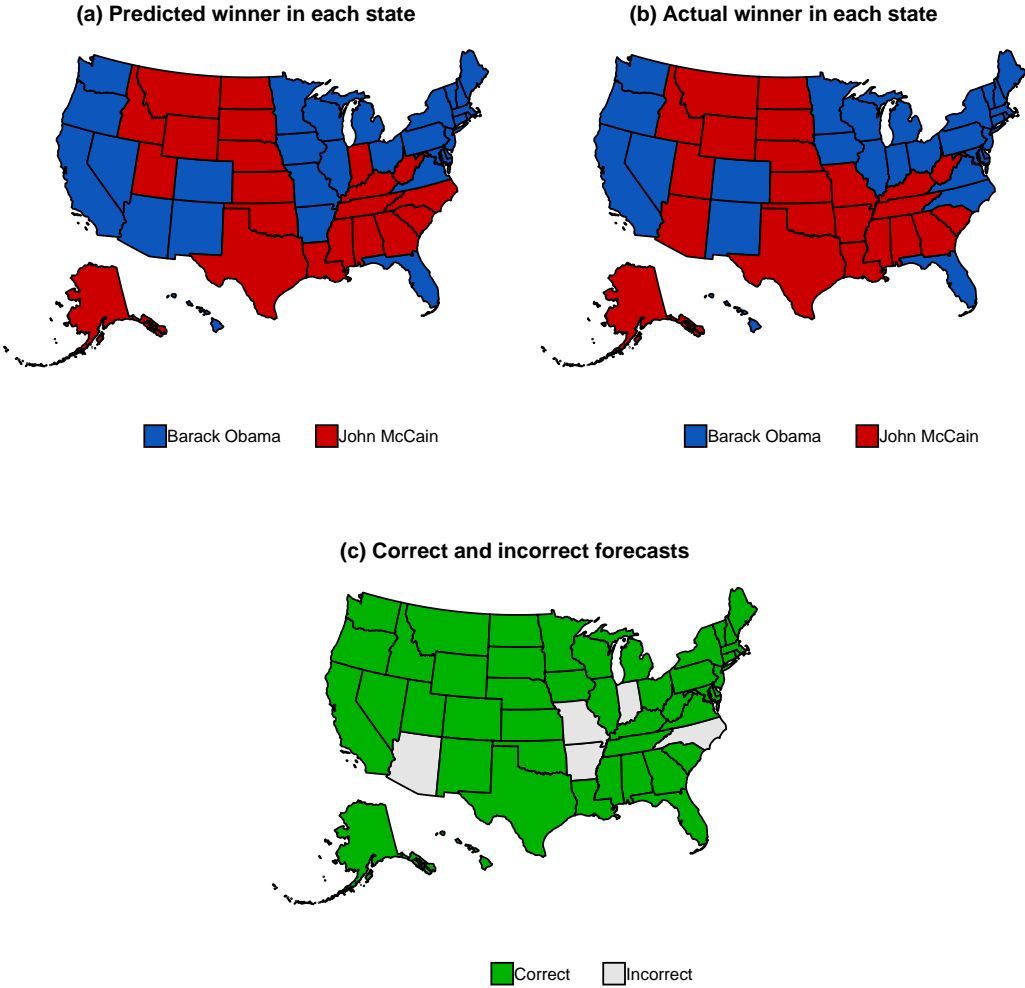 (a) Predicted winner in each state
(b) Actual winner in each state
Barack Obama John McCain
Barack Obama John McCain
(c) Correct and incorrect forecasts
Correct Incorrect